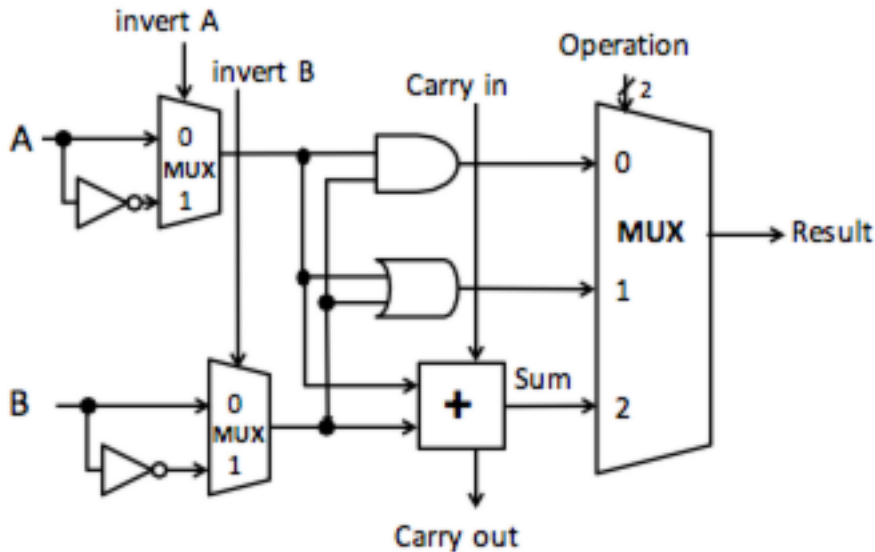 invert A
invert B
Carry in
Operation
2
A
0
MUX
1
0
MUX
Result
1
B
0
MUX
1
+
Sum
2
Carry out